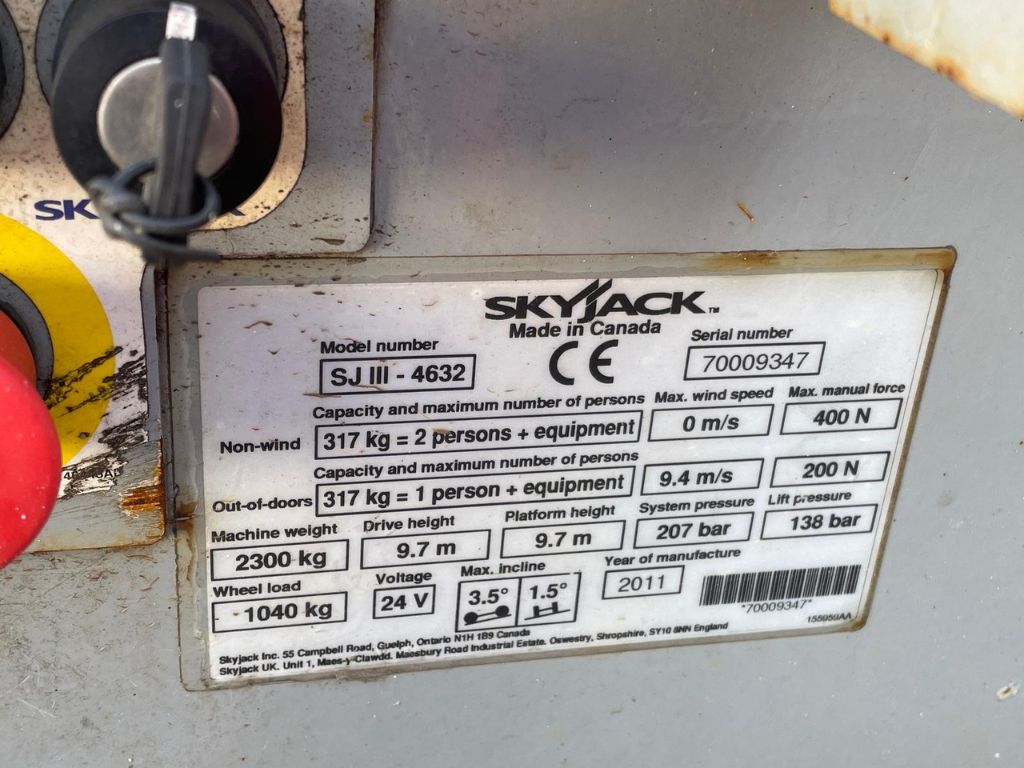 SKYJACK™
Made in Canada
CE
Model number
SJ III - 4632
Serial number
70009347
Capacity and maximum number of persons
Max. wind speed
Max. manual force
Non-wind
317 kg = 2 persons + equipment
0 m/s
400 N
Capacity and maximum number of persons
Out-of-doors
317 kg = 1 person + equipment
9.4 m/s
200 N
Machine weight
Drive height
Platform height
System pressure
Lift pressure
2300 kg
9.7 m
9.7 m
207 bar
138 bar
Wheel load
Voltage
Max. incline
Year of manufacture
1040 kg
24 V
3.5°
1.5°
2011
*70009347*
155959AA
Skyjack Inc. 55 Campbell Road, Guelph, Ontario N1H 1B9 Canada
Skyjack UK. Unit 1, Maes-y-Clawdd. Maesbury Road Industrial Estate. Oswestry, Shropshire, SY10 8NN England